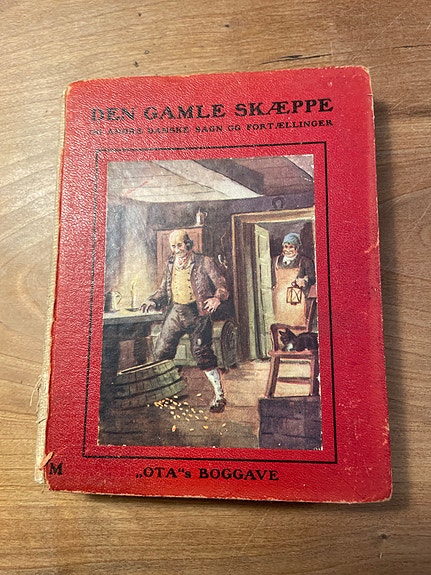 DEN GAMLE SKÆPPE
OG ANDRE DANSKE SAGN OG FORTÆLLINGER
M
„OTA"s BOGGAVE